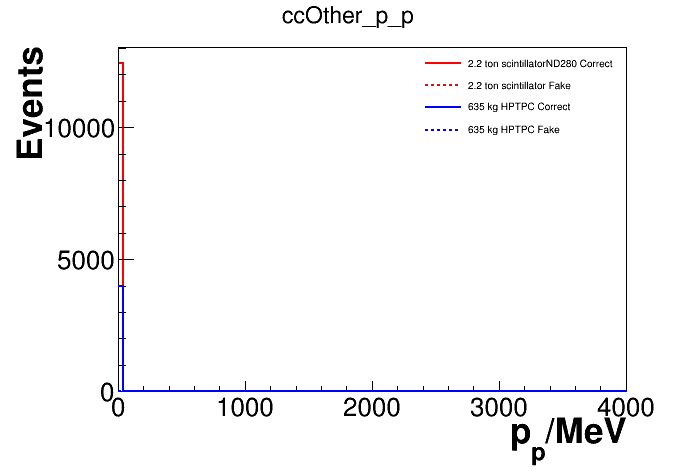 ccOther_p_p
Events
10000
5000
0
2.2 ton scintillatorND280 Correct
2.2 ton scintillator Fake
635 kg HPTPC Correct
635 kg HPTPC Fake
0 1000 2000 3000 4000
p_p/MeV